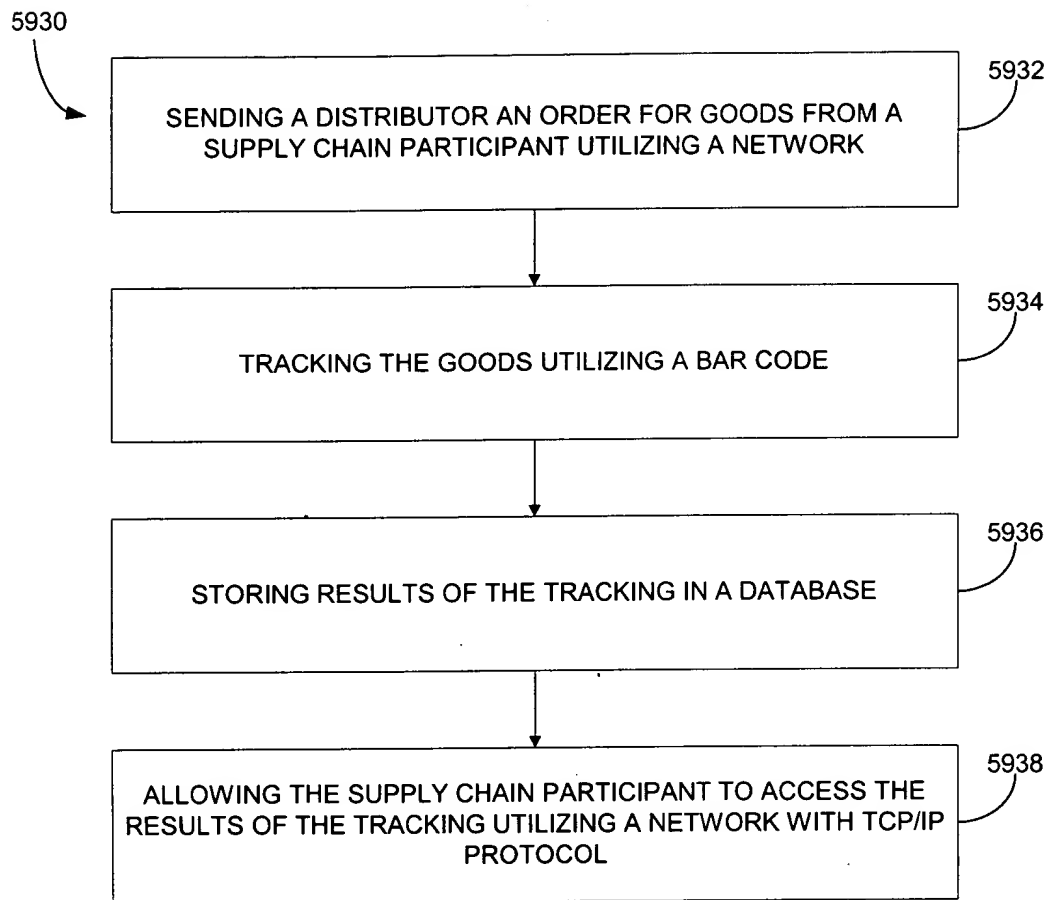 5930
5932
SENDING A DISTRIBUTOR AN ORDER FOR GOODS FROM A
SUPPLY CHAIN PARTICIPANT UTILIZING A NETWORK
5934
TRACKING THE GOODS UTILIZING A BAR CODE
5936
STORING RESULTS OF THE TRACKING IN A DATABASE
5938
ALLOWING THE SUPPLY CHAIN PARTICIPANT TO ACCESS THE
RESULTS OF THE TRACKING UTILIZING A NETWORK WITH TCP/IP
PROTOCOL